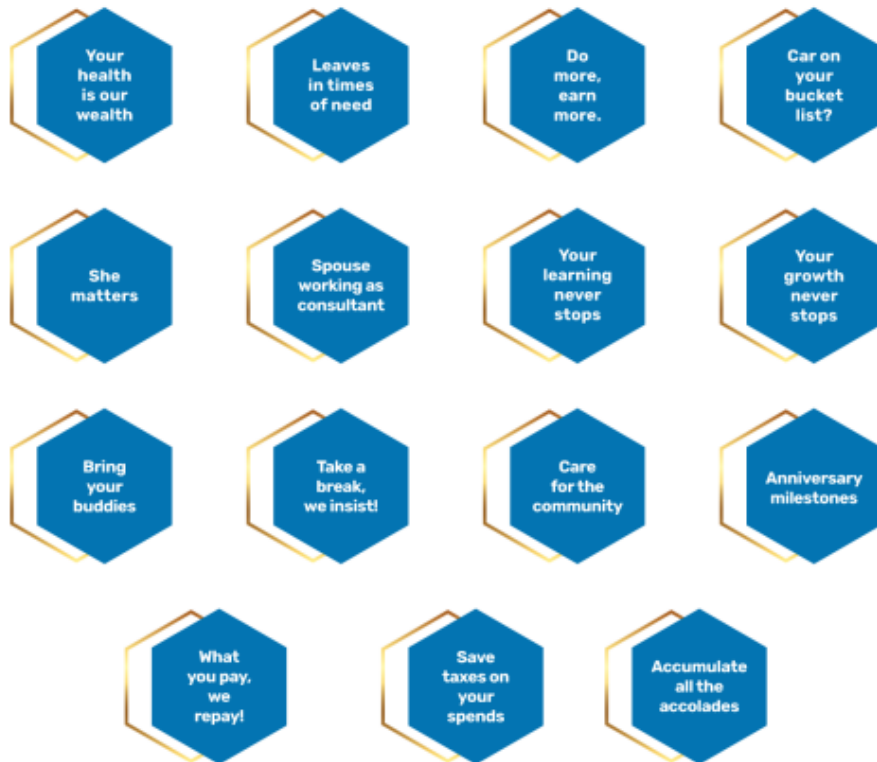 Your
health
is our
wealth
Leaves
in times
of need
Do
more,
earn
more.
Car on
your
bucket
list?
She
matters
Spouse
working as
consultant
Your
learning
never
stops
Your
growth
never
stops
Bring
your
buddies
Take a
break,
we insist!
Care
for the
community
Anniversary
milestones
What
you pay,
we
repay!
Save
taxes on
your
spends
Accumulate
all the
accolades